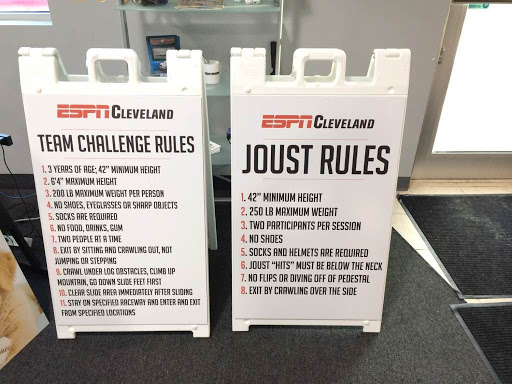 ESPN CLEVELAND
TEAM CHALLENGE RULES
1. 3 YEARS OF AGE; 42" MINIMUM HEIGHT
2. 6'4" MAXIMUM HEIGHT
3. 200 LB MAXIMUM WEIGHT PER PERSON
4. NO SHOES, EYEGLASSES OR SHARP OBJECTS
5. SOCKS ARE REQUIRED
6. NO FOOD, DRINKS, GUM
7. TWO PEOPLE AT A TIME
8. EXIT BY SITTING AND CRAWLING OUT, NOT
JUMPING OR STEPPING
9. CRAWL UNDER LOG OBSTACLES, CLIMB UP
MOUNTAIN, GO DOWN SLIDE FEET FIRST
10. CLEAR SLIDE AREA IMMEDIATELY AFTER SLIDING
11. STAY ON SPECIFIED RACEWAY AND ENTER AND EXIT
FROM SPECIFIED LOCATIONS
ESPN CLEVELAND
JOUST RULES
1. 42" MINIMUM HEIGHT
2. 250 LB MAXIMUM WEIGHT
3. TWO PARTICIPANTS PER SESSION
4. NO SHOES
5. SOCKS AND HELMETS ARE REQUIRED
6. JOUST "HITS" MUST BE BELOW THE NECK
7. NO FLIPS OR DIVING OFF OF PEDESTAL
8. EXIT BY CRAWLING OVER THE SIDE